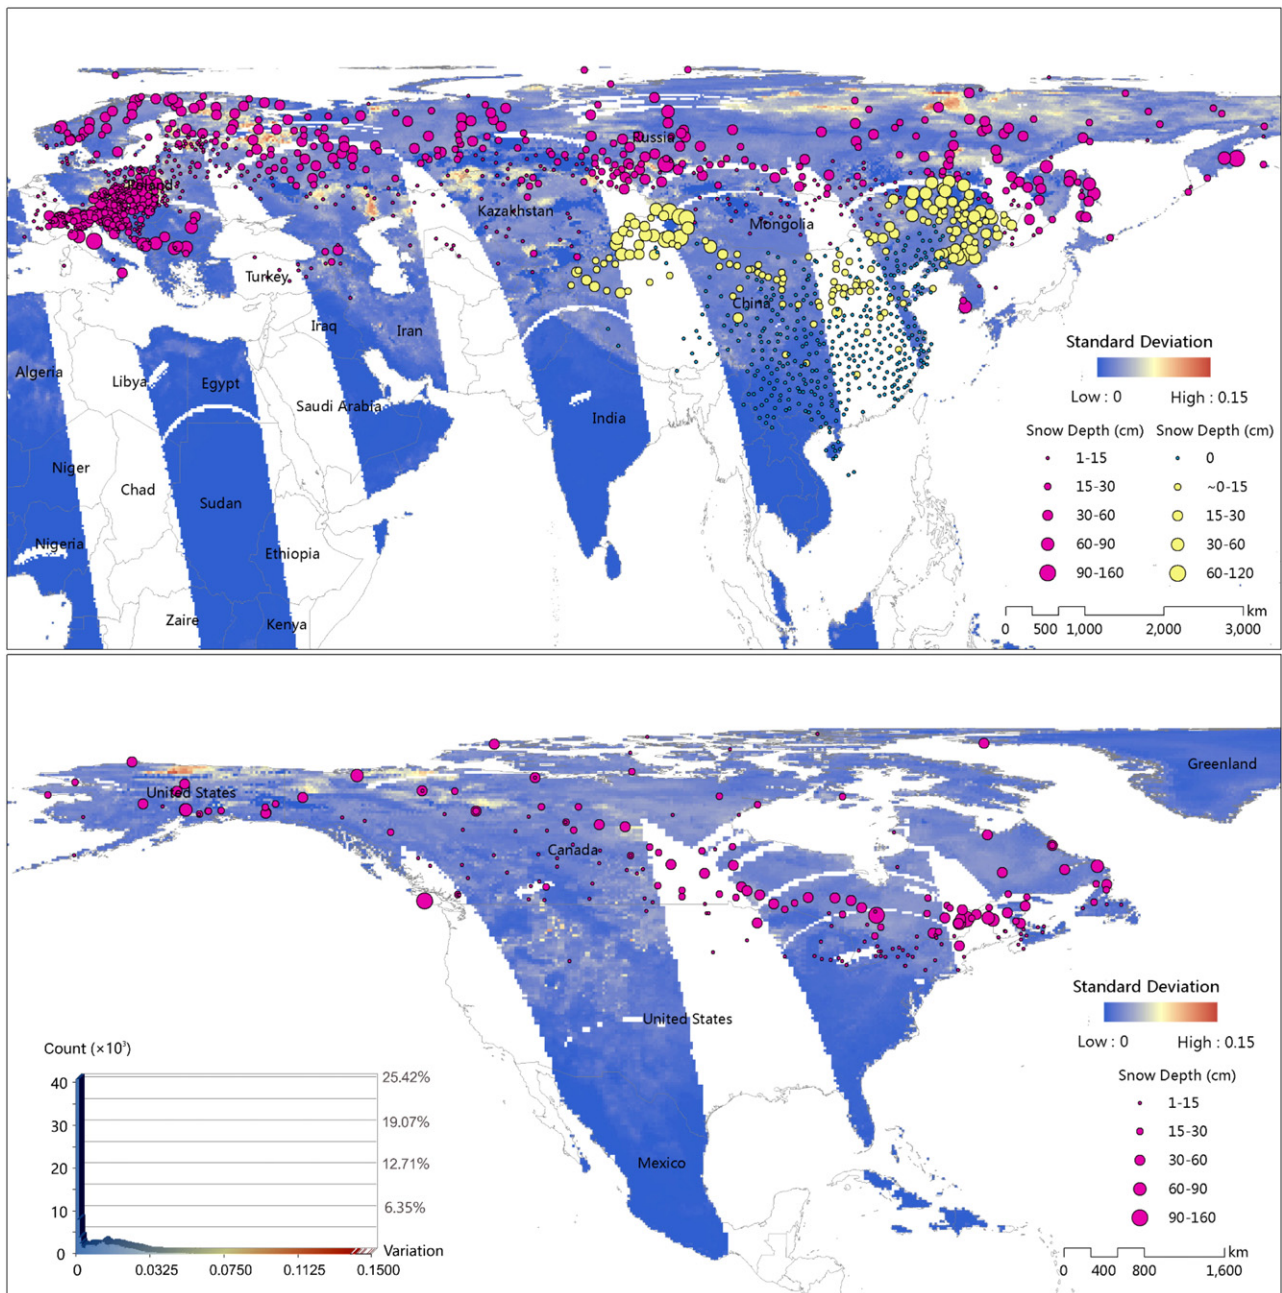 Russia
Poland
Kazakhstan
Mongolia
Turkey
China
Iraq
Iran
Algeria
Libya
Egypt
Saudi Arabia
India
Niger
Chad
Sudan
Nigeria
Ethiopia
Zaire
Kenya
Standard Deviation
Low : 0 High : 0.15
Snow Depth (cm) Snow Depth (cm)
1-15 0
15-30 ~0-15
30-60 15-30
60-90 30-60
90-160 60-120
km
0 500 1,000 2,000 3,000
Greenland
United States
Canada
United States
Mexico
Standard Deviation
Low : 0 High : 0.15
Snow Depth (cm)
1-15
15-30
30-60
60-90
90-160
km
0 400 800 1,600
Count (×10³)
40 25.42%
30 19.07%
20 12.71%
10 6.35%
0 Variation
0 0.0325 0.0750 0.1125 0.1500